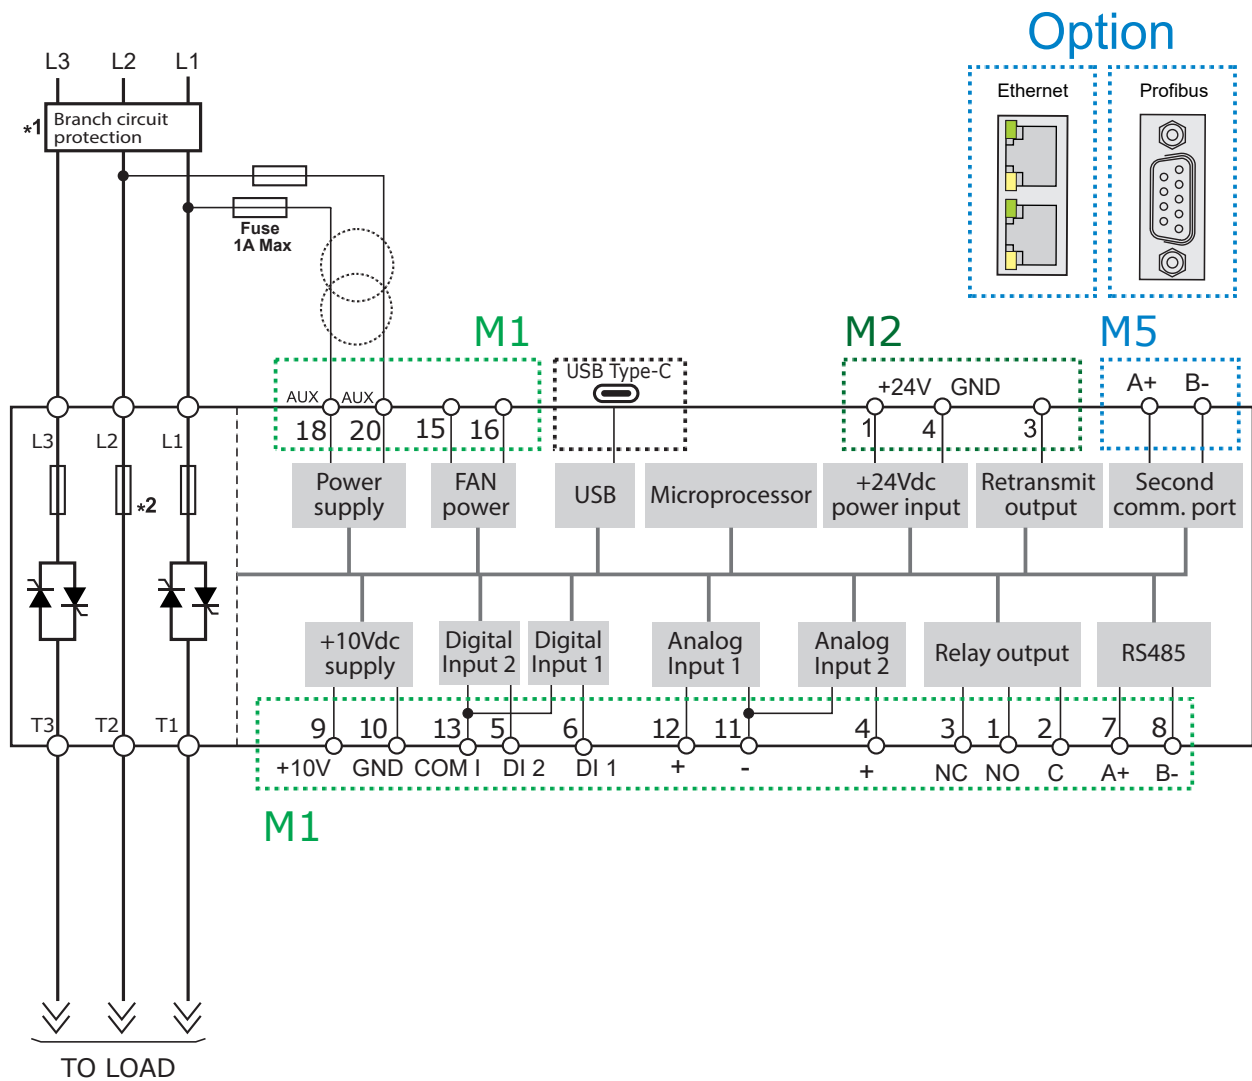 Option
L3 L2 L1
Ethernet Profibus
*1 Branch circuit
protection
Fuse
1A Max
M1 M2 M5
USB Type-C
AUX AUX
+24V GND
A+ B-
18 20 15 16
1 4 3
L3 L2 L1
*2
Power
supply
FAN
power
USB
Microprocessor
+24Vdc
power input
Retransmit
output
Second
comm. port
+10Vdc
supply
Digital
Input 2
Digital
Input 1
Analog
Input 1
Analog
Input 2
Relay output
RS485
T3 T2 T1
9 10 13 5 6 12 11 4 3 1 2 7 8
+10V GND COM I DI 2 DI 1 + - + NC NO C A+ B-
M1
TO LOAD